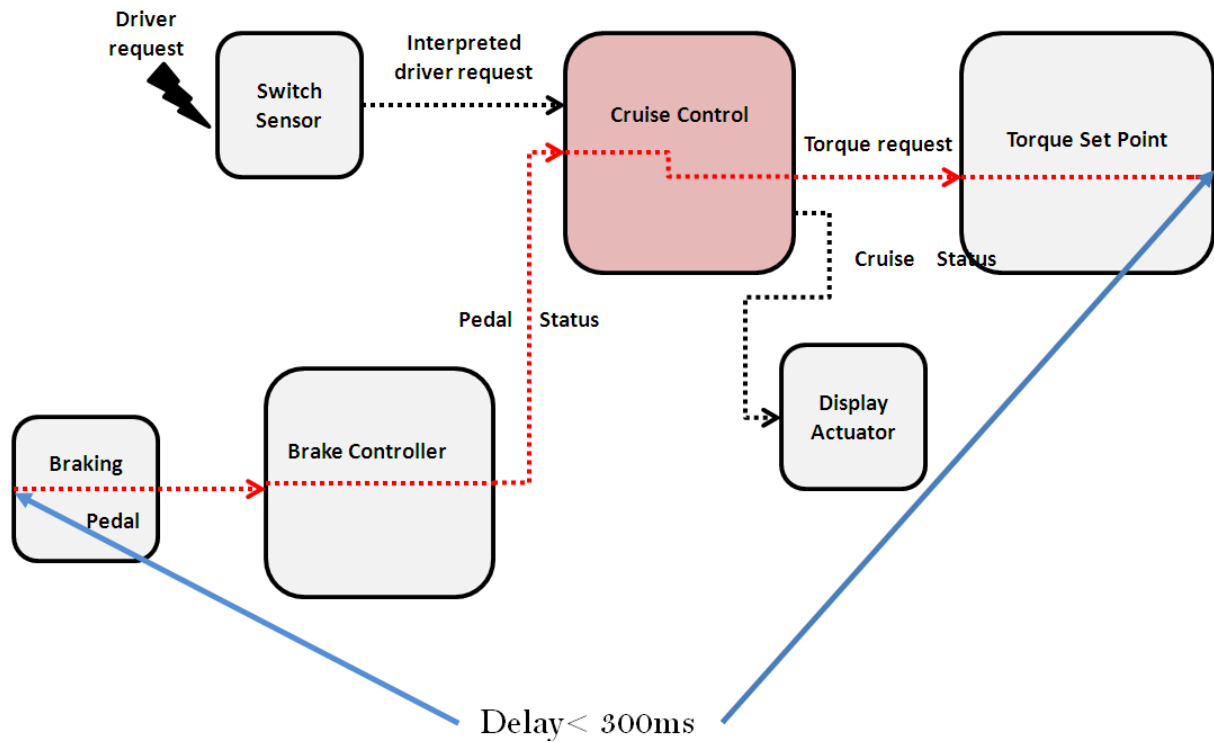 Driver
request
Switch
Sensor
Interpreted
driver request
Cruise Control
Torque request
Torque Set Point
Cruise Status
Pedal Status
Display
Actuator
Braking
Pedal
Brake Controller
Delay< 300ms